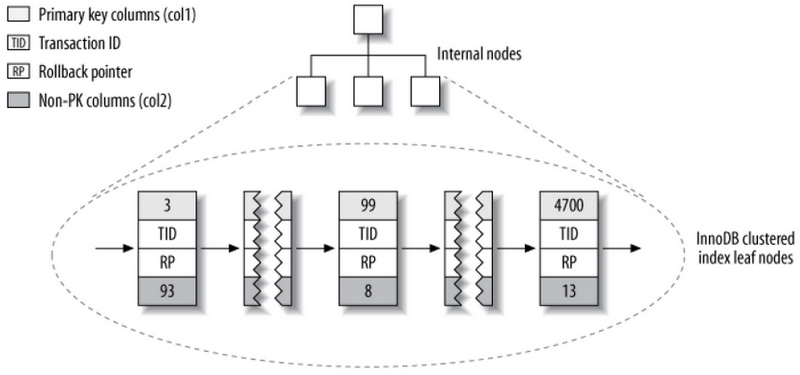 Primary key columns (col1)
TID Transaction ID
RP Rollback pointer
Non-PK columns (col2)
Internal nodes
3
TID
RP
93
99
TID
RP
8
4700
TID
RP
13
InnoDB clustered
index leaf nodes